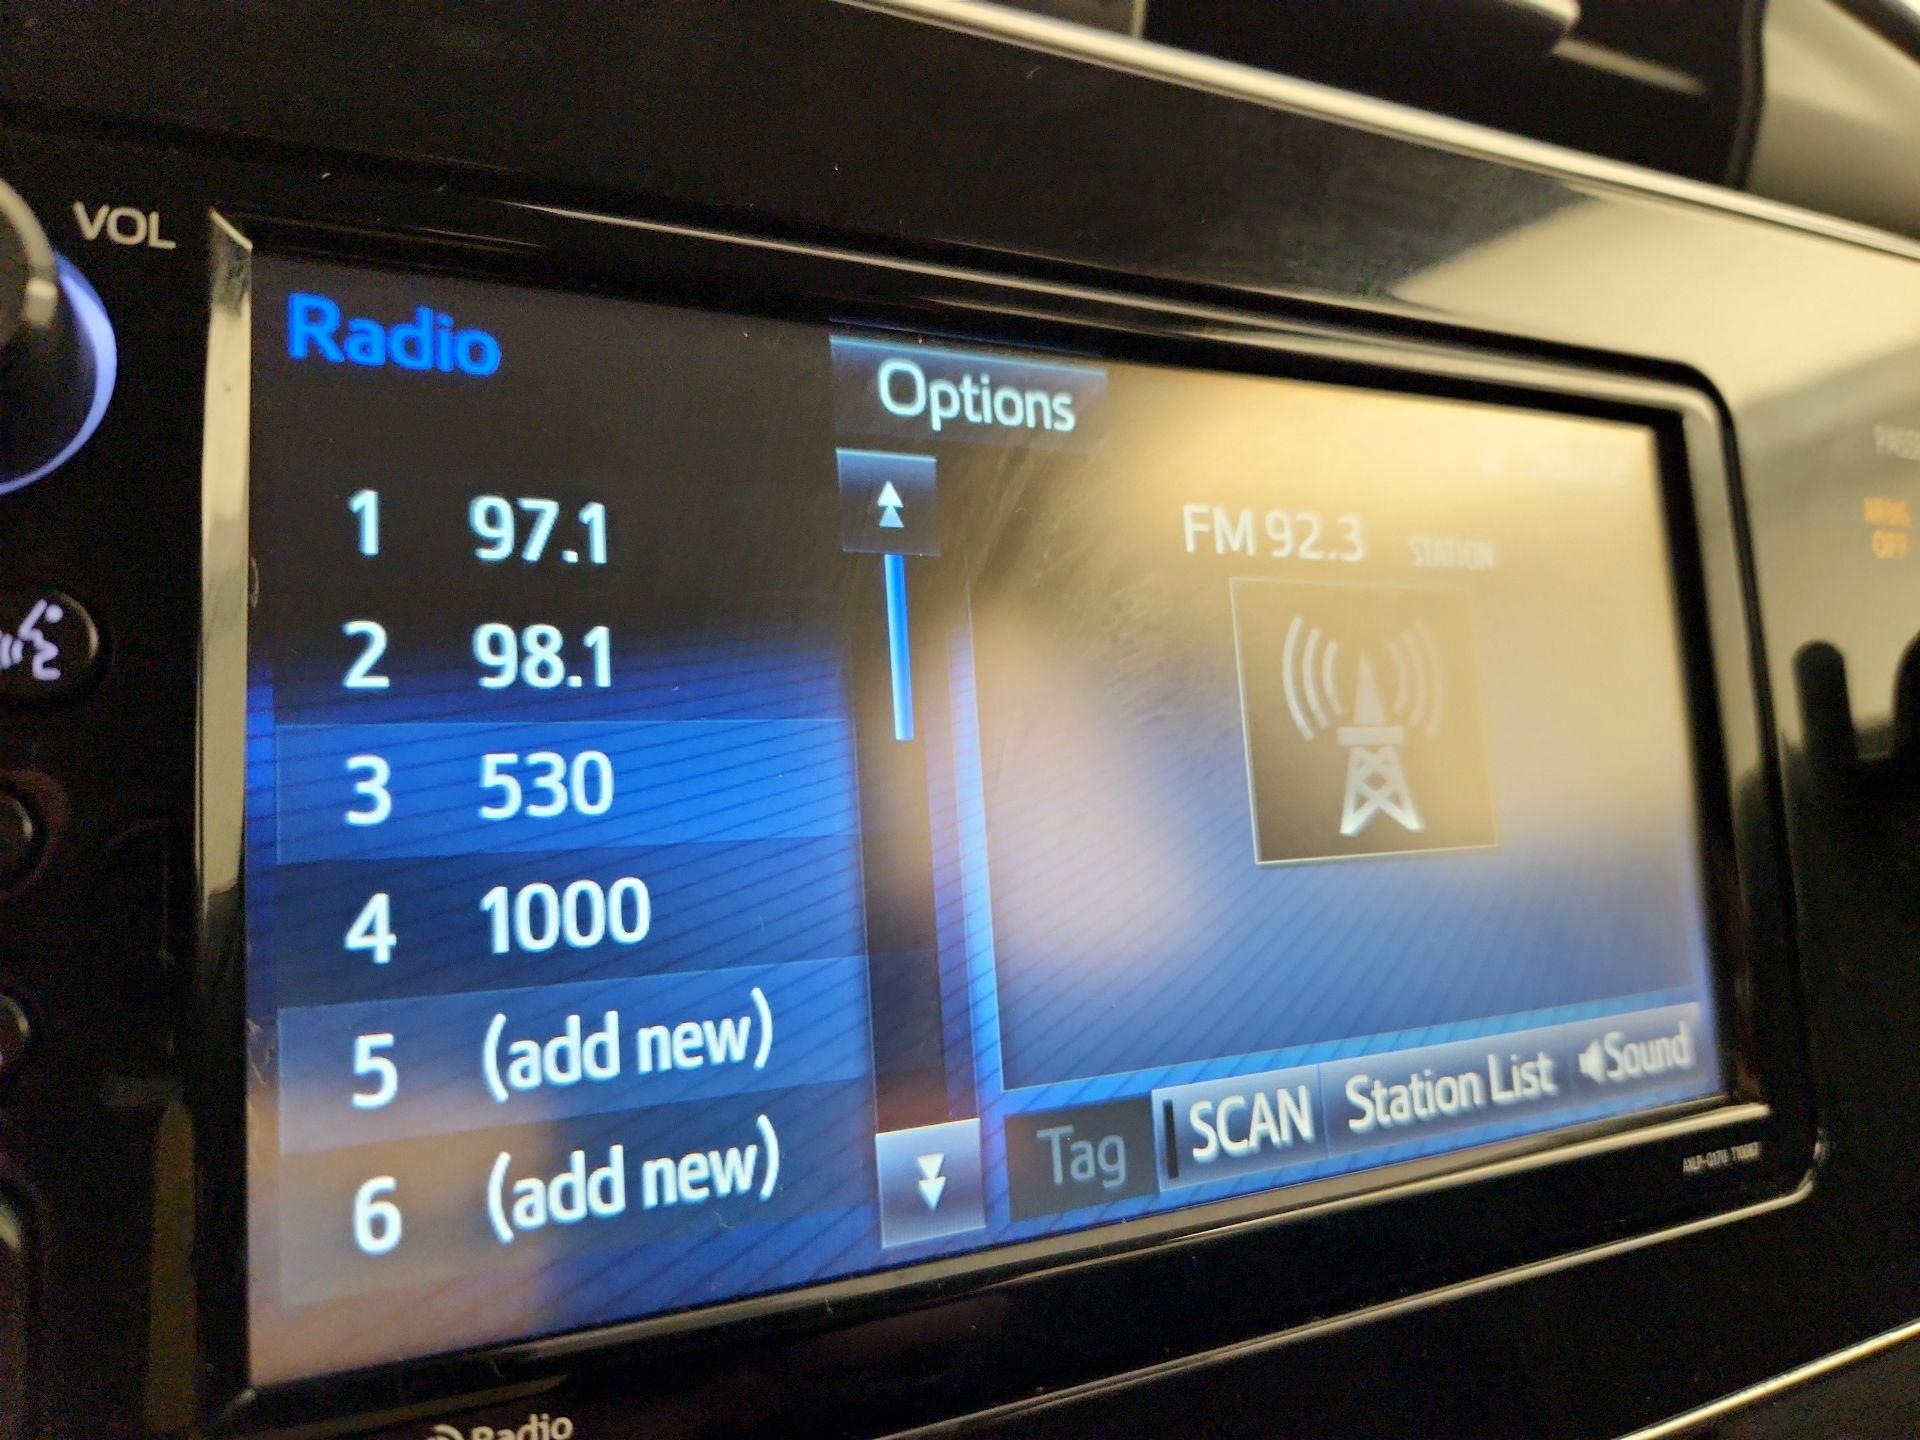 VOL
Radio
Options
1 97.1
2 98.1
3 530
4 1000
5 (add new)
6 (add new)
FM 92.3 STATION
Tag SCAN Station List Sound
OFF
Radio